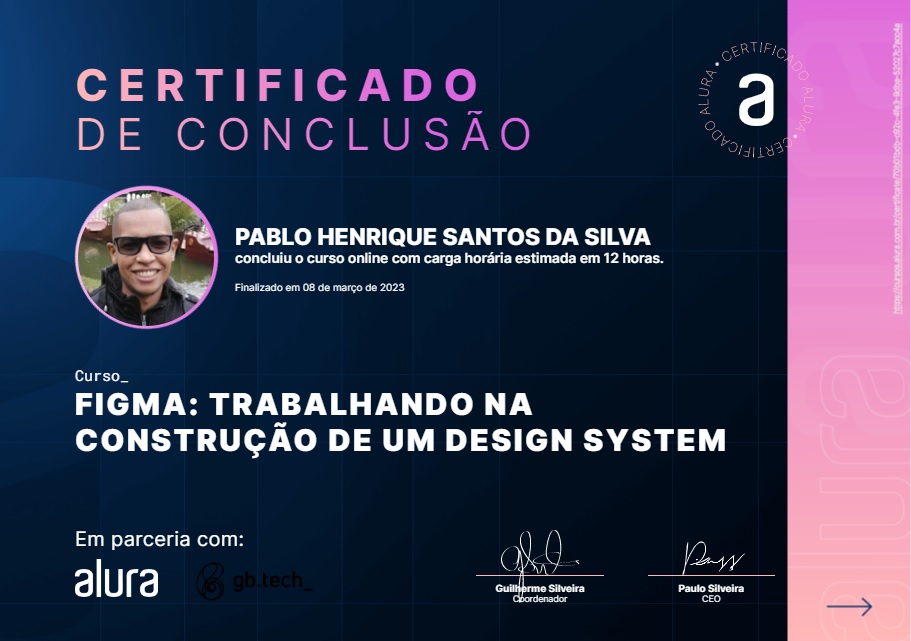 CERTIFICADO
DE CONCLUSÃO
CERTIFICADO ALURA • CERTIFICADO ALURA •
a
PABLO HENRIQUE SANTOS DA SILVA
concluiu o curso online com carga horária estimada em 12 horas.
Finalizado em 08 de março de 2023
Curso_
FIGMA: TRABALHANDO NA
CONSTRUÇÃO DE UM DESIGN SYSTEM
Em parceria com:
alura
gb.tech_
Guilherme Silveira
Coordenador
Paulo Silveira
CEO
alura